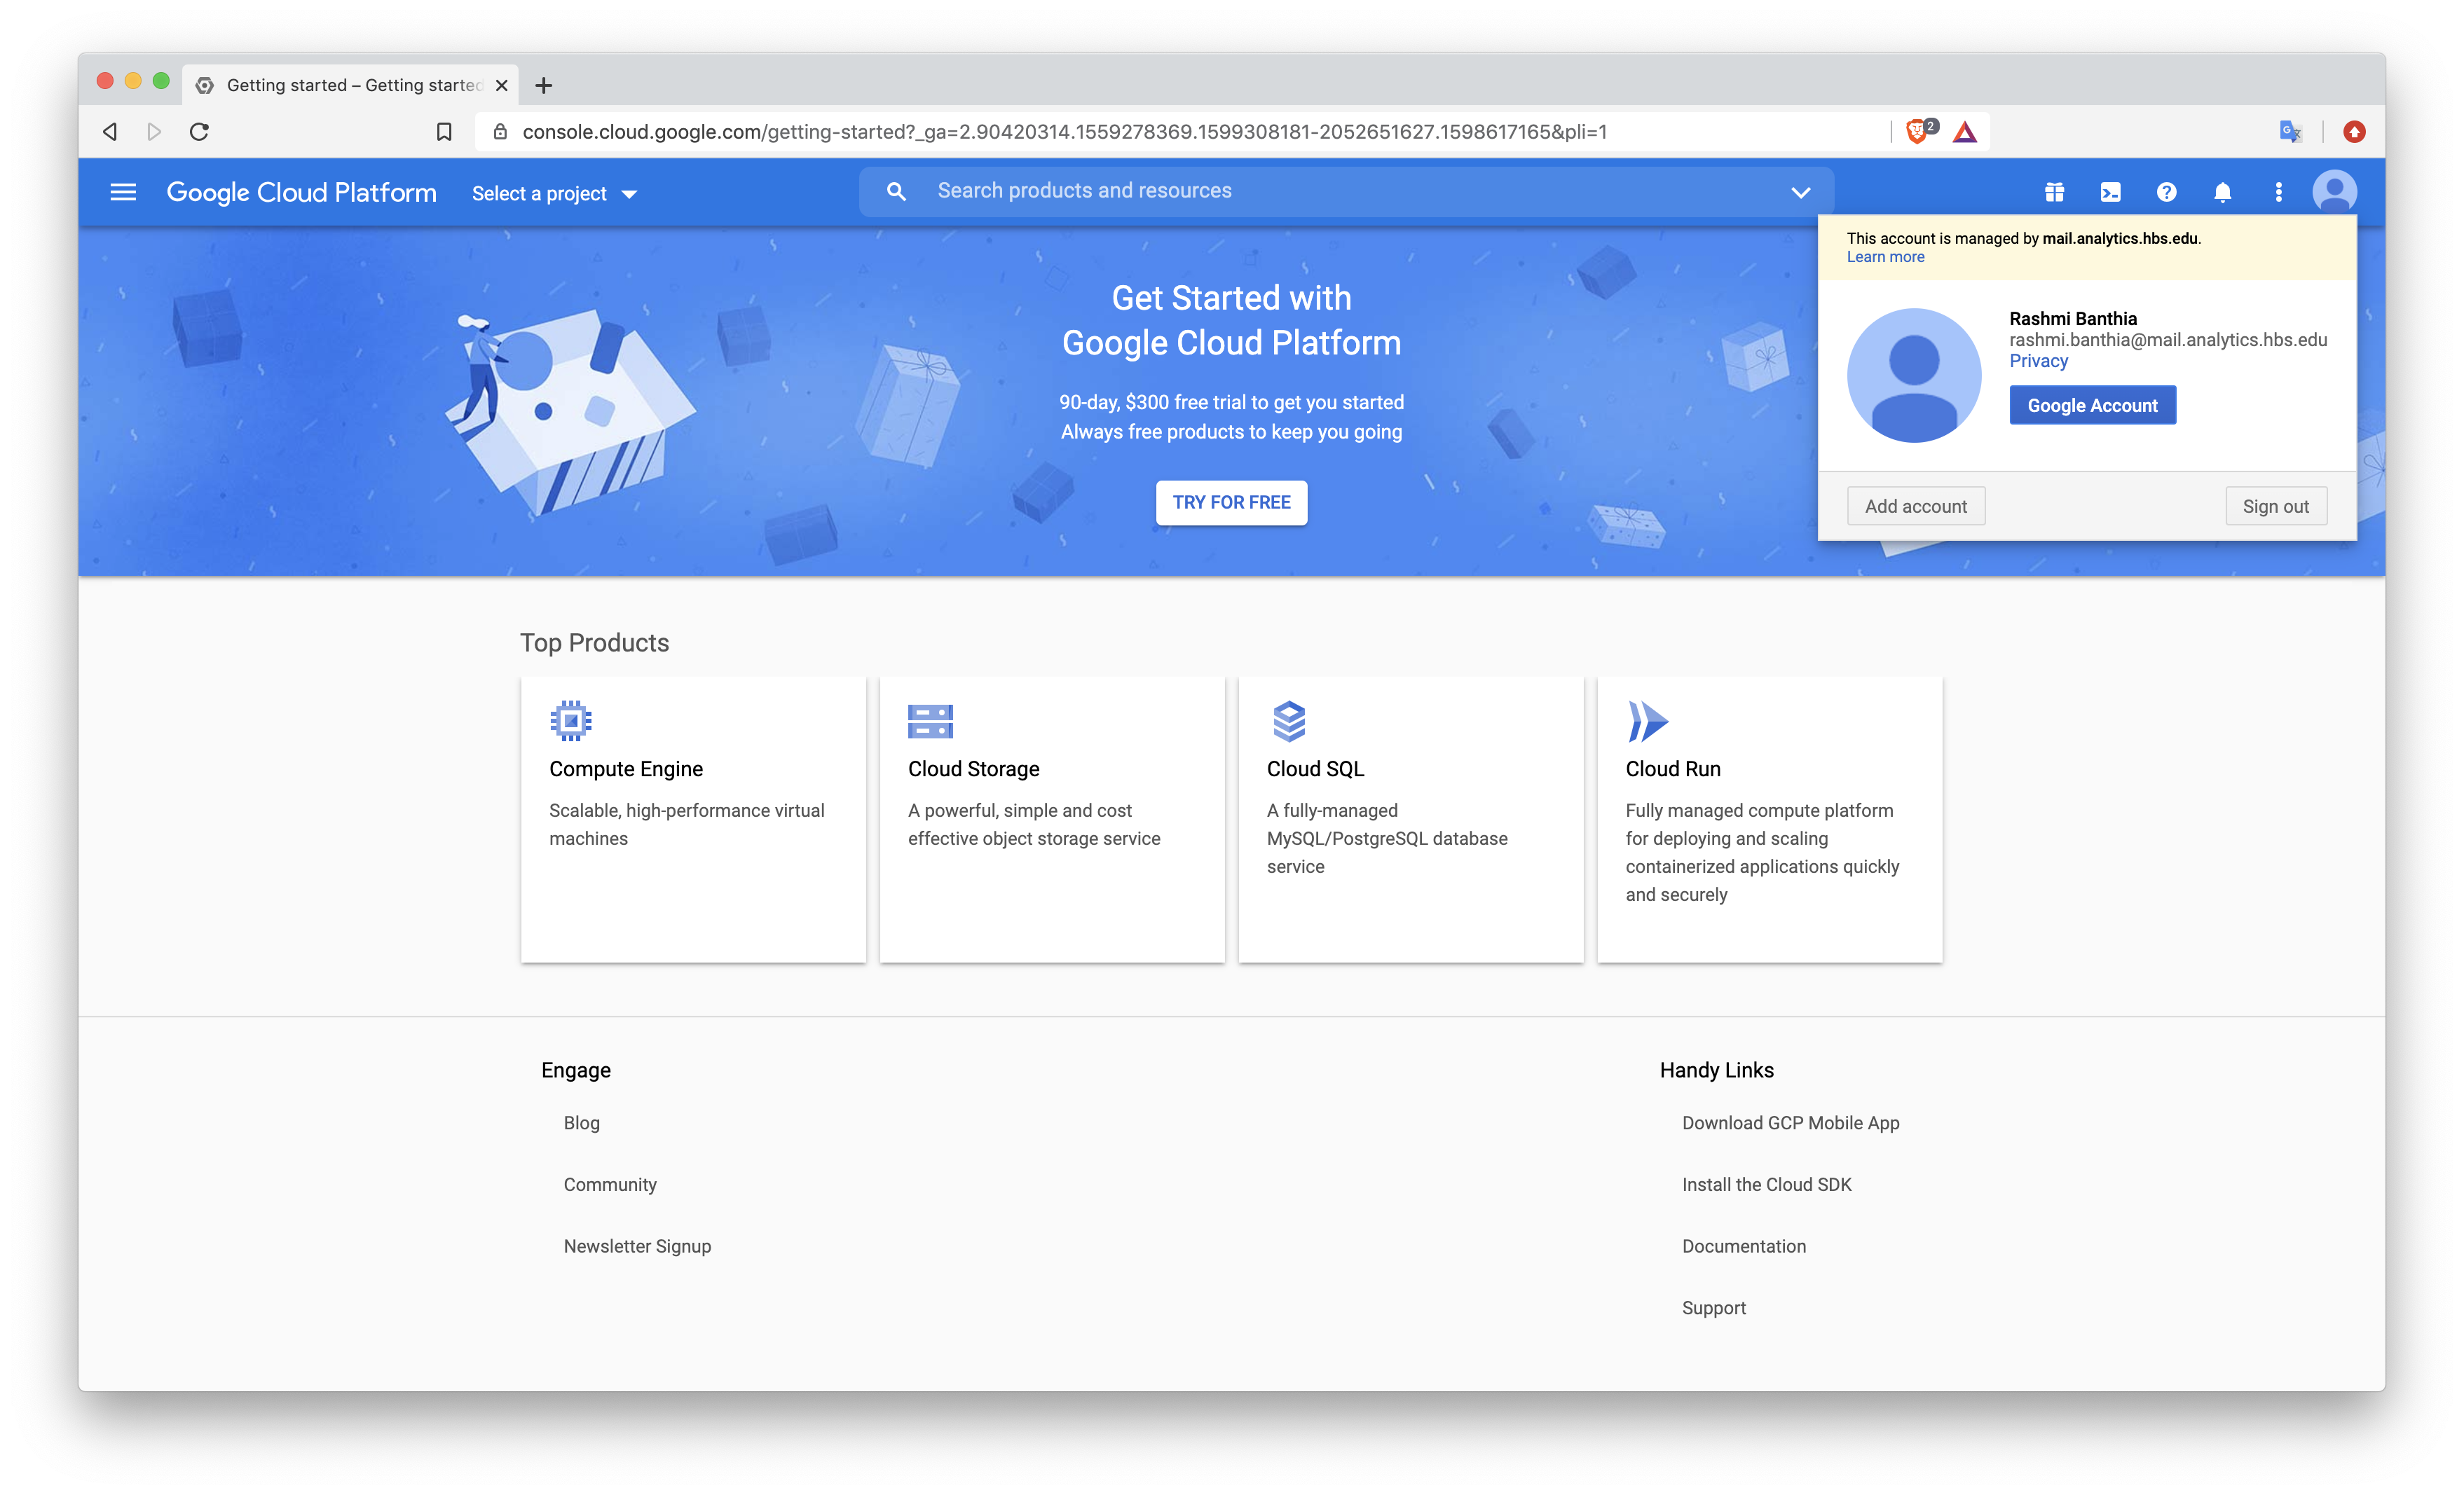 Getting started – Getting started
2
console.cloud.google.com/getting-started?_ga=2.90420314.1559278369.1599308181-2052651627.1598617165&pli=1
Google Cloud Platform
Select a project
Search products and resources
This account is managed by mail.analytics.hbs.edu.
Learn more
Rashmi Banthia
rashmi.banthia@mail.analytics.hbs.edu
Privacy
Google Account
Add account
Sign out
Get Started with
Google Cloud Platform
90-day, $300 free trial to get you started
Always free products to keep you going
TRY FOR FREE
Top Products
Compute Engine
Scalable, high-performance virtual
machines
Cloud Storage
A powerful, simple and cost
effective object storage service
Cloud SQL
A fully-managed
MySQL/PostgreSQL database
service
Cloud Run
Fully managed compute platform
for deploying and scaling
containerized applications quickly
and securely
Engage
Blog
Community
Newsletter Signup
Handy Links
Download GCP Mobile App
Install the Cloud SDK
Documentation
Support